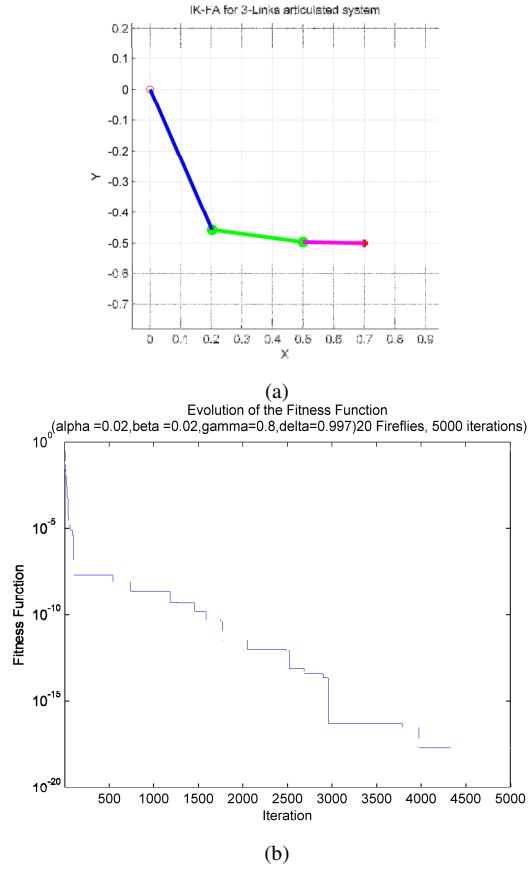 IK-FA for 3-Links articulated system
0.2
0.1
0
-0.1
-0.2
-0.3
-0.4
-0.5
-0.6
-0.7
Y
0 0.1 0.2 0.3 0.4 0.5 0.6 0.7 0.8 0.9
X
(a)
Evolution of the Fitness Function
(alpha =0.02,beta =0.02,gamma=0.8,delta=0.997)20 Fireflies, 5000 iterations)
10^0
10^-5
10^-10
10^-15
10^-20
Fitness Function
500 1000 1500 2000 2500 3000 3500 4000 4500 5000
Iteration
(b)